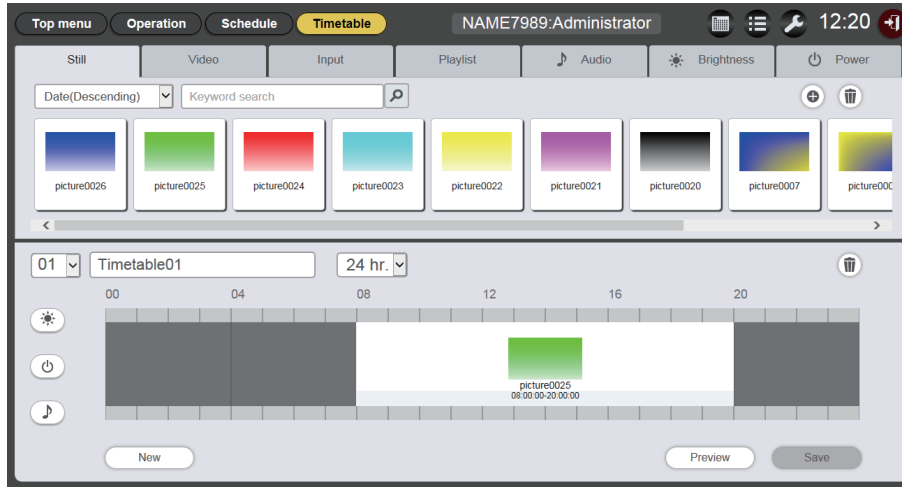 Top menu Operation Schedule Timetable NAME7989:Administrator 12:20
Still Video Input Playlist Audio Brightness Power
Date(Descending) Keyword search
picture0026 picture0025 picture0024 picture0023 picture0022 picture0021 picture0020 picture0007 picture000
01 Timetable01 24 hr.
00 04 08 12 16 20
picture0025
08:00:00-20:00:00
New Preview Save